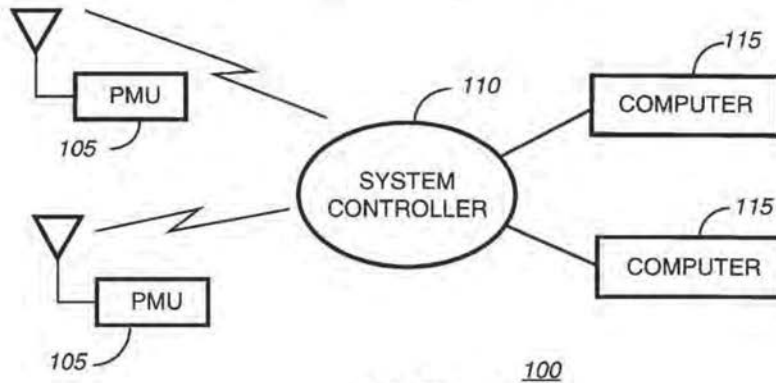 115
110
PMU
COMPUTER
105
SYSTEM
CONTROLLER
115
COMPUTER
PMU
105
100